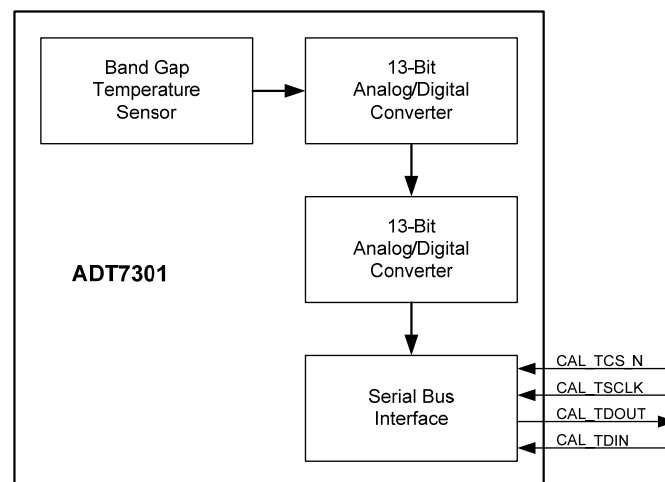 Band Gap
Temperature
Sensor
13-Bit
Analog/Digital
Converter
13-Bit
Analog/Digital
Converter
ADT7301
Serial Bus
Interface
CAL_TCS_N
CAL_TSCLK
CAL_TDOUT
CAL_TDIN